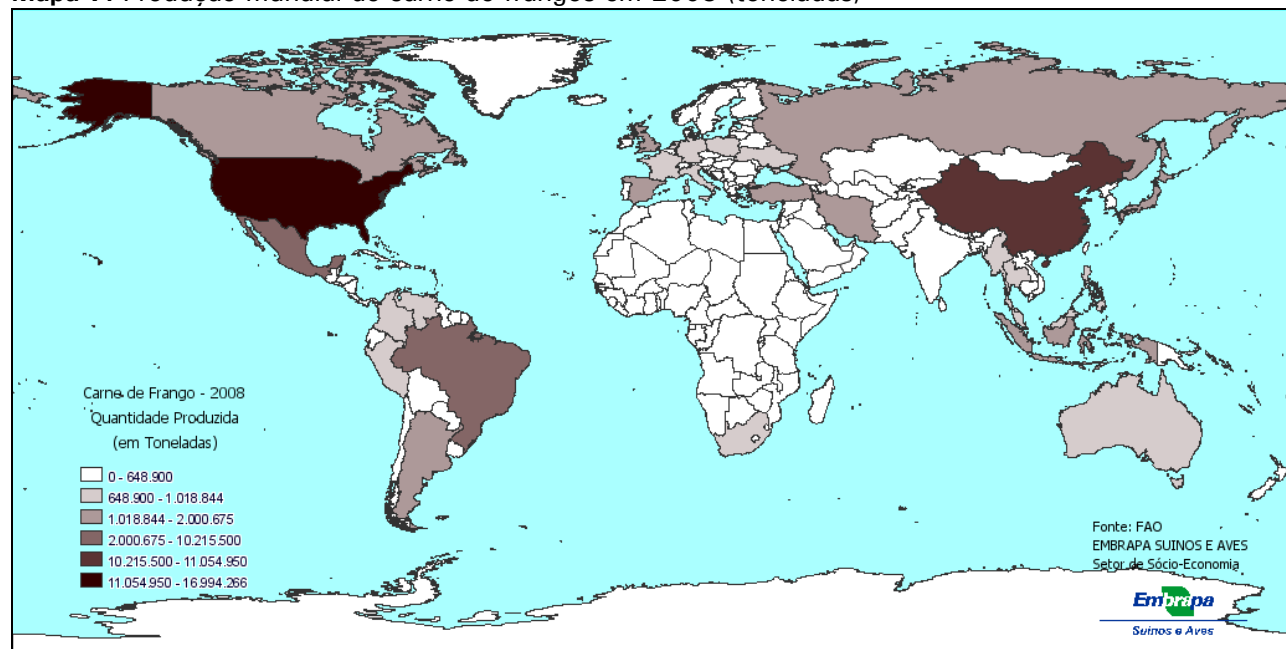 Carne de Frango - 2008
Quantidade Produzida
(em Toneladas)
0 - 648.900
648.900 - 1.018.844
1.018.844 - 2.000.675
2.000.675 - 10.215.500
10.215.500 - 11.054.950
11.054.950 - 16.994.266
Fonte: FAO
EMBRAPA SUINOS E AVES
Setor de Sócio-Economia
Embrapa
Suínos e Aves